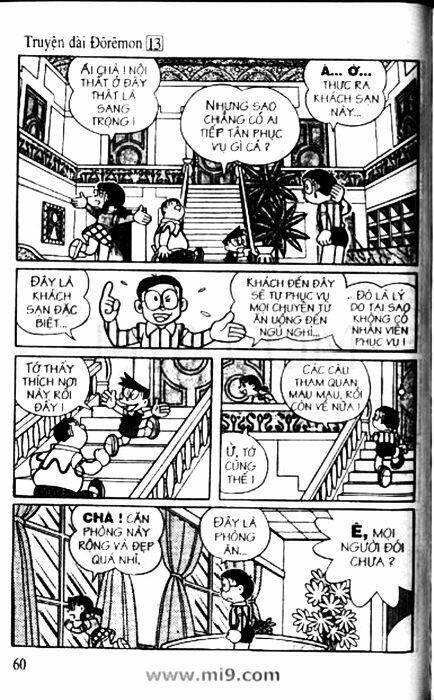 Truyện dài Đôrêmon 13
ÁI CHÀ! NỘI
THẤT Ở ĐÂY
THẬT LÀ
SANG
TRỌNG!
NHƯNG SAO
CHẲNG CÓ AI
TIẾP TÂN PHỤC
VỤ GÌ CẢ?
À... Ờ...
THỰC RA
KHÁCH SẠN
NÀY...
ĐÂY LÀ
KHÁCH
SẠN ĐẶC
BIỆT...
KHÁCH ĐẾN ĐÂY
SẼ TỰ PHỤC VỤ
MỌI CHUYỆN TỪ
ĂN UỐNG ĐẾN
NGỦ NGHỈ...
ĐÓ LÀ LÝ
DO TẠI SAO
KHÔNG CÓ
NHÂN VIÊN
PHỤC VỤ!
TỚ THẤY
THÍCH NƠI
NÀY RỒI
ĐẤY!
CÁC CẬU
THAM QUAN
MAU MAU, RỒI
CÒN VỀ NỮA!
Ừ, TỚ
CŨNG
THẾ!
CHÀ! CĂN
PHÒNG NÀY
RỘNG VÀ ĐẸP
QUÁ NHỈ.
ĐÂY LÀ
PHÒNG
ĂN...
Ê, MỌI
NGƯỜI ĐÓI
CHƯA?
60
www.mi9.com